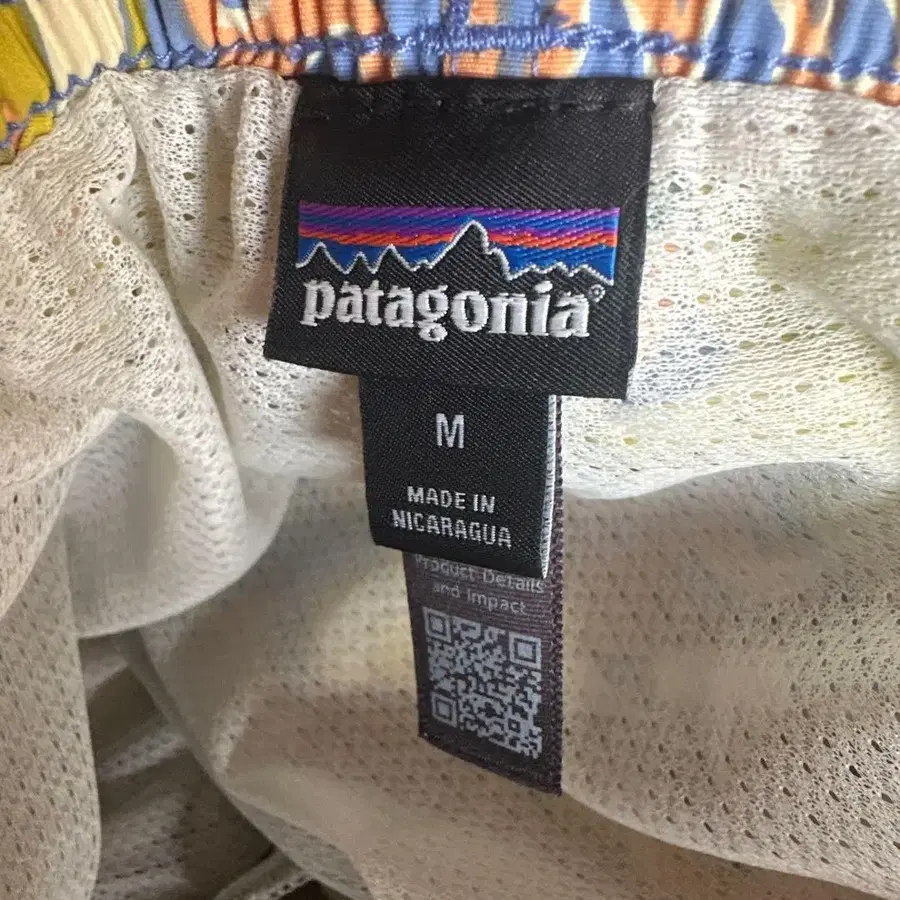 patagonia®
M
MADE IN
NICARAGUA
Product Details
and Impact